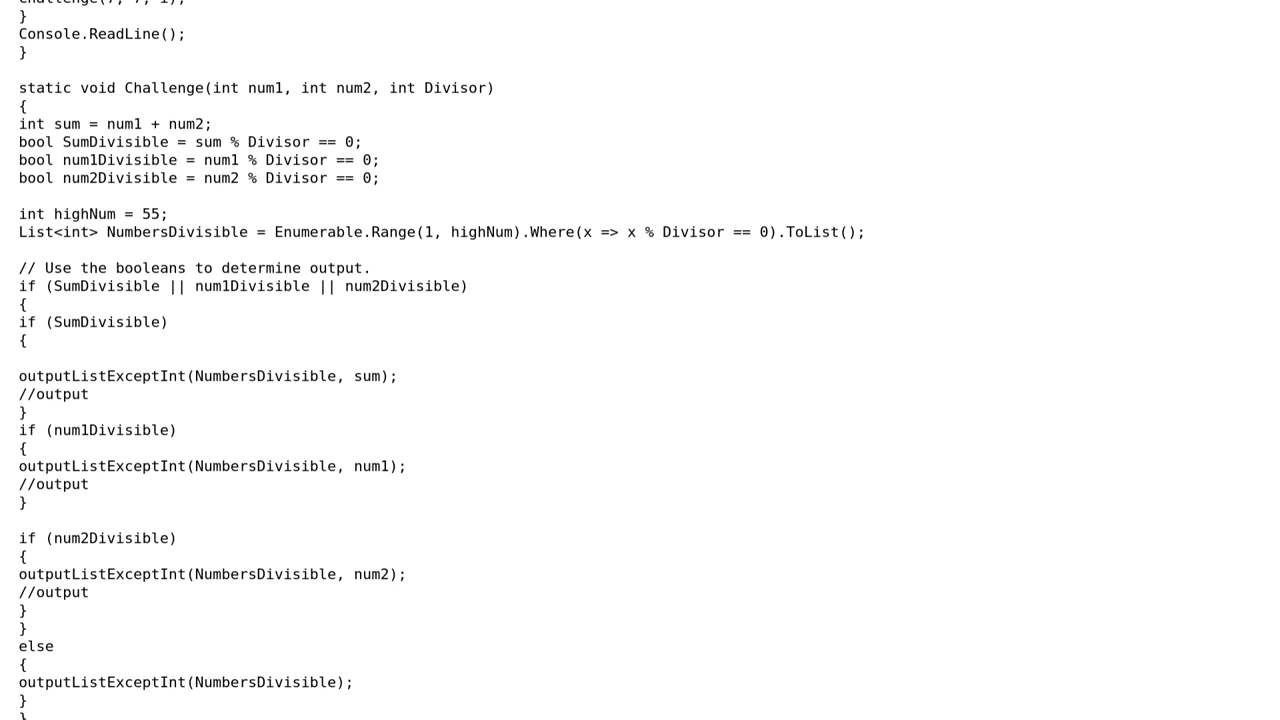 }
Console.ReadLine();
}
static void Challenge(int num1, int num2, int Divisor)
{
int sum = num1 + num2;
bool SumDivisible = sum % Divisor == 0;
bool num1Divisible = num1 % Divisor == 0;
bool num2Divisible = num2 % Divisor == 0;
int highNum = 55;
List<int> NumbersDivisible = Enumerable.Range(1, highNum).Where(x => x % Divisor == 0).ToList();
// Use the booleans to determine output.
if (SumDivisible || num1Divisible || num2Divisible)
{
if (SumDivisible)
{
outputListExceptInt(NumbersDivisible, sum);
//output
}
if (num1Divisible)
{
outputListExceptInt(NumbersDivisible, num1);
//output
}
if (num2Divisible)
{
outputListExceptInt(NumbersDivisible, num2);
//output
}
}
else
{
outputListExceptInt(NumbersDivisible);
}
}